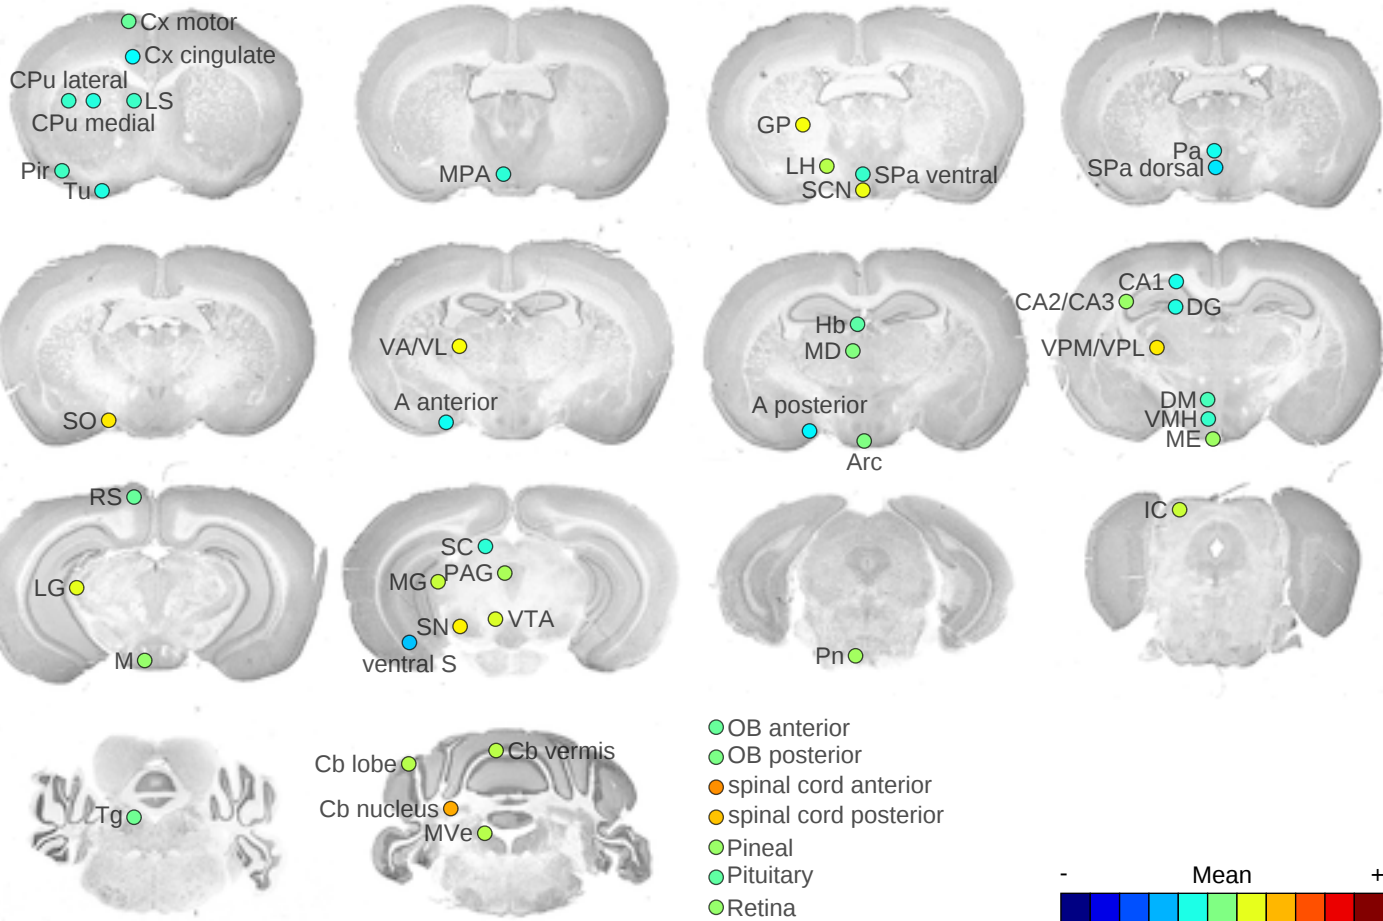 Cx motor
Cx cingulate
CPu lateral
LS
CPu medial
Pir
Tu
MPA
GP
LH
SPa ventral
SCN
Pa
SPa dorsal
SO
VA/VL
A anterior
Hb
MD
A posterior
Arc
CA1
CA2/CA3
DG
VPM/VPL
DM
VMH
ME
RS
LG
M
SC
PAG
MG
VTA
SN
ventral S
Pn
IC
Tg
Cb vermis
Cb lobe
Cb nucleus
MVe
OB anterior
OB posterior
spinal cord anterior
spinal cord posterior
Pineal
Pituitary
Retina
- Mean +